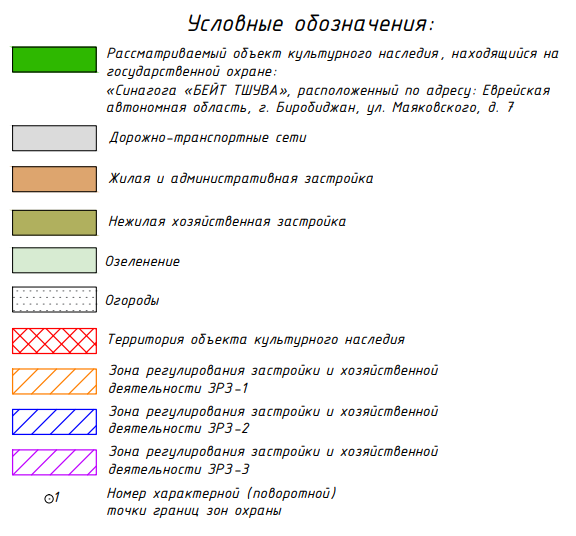 Условные обозначения:
Рассматриваемый объект культурного наследия, находящийся на
государственной охране:
«Синагога «БЕЙТ ТШУВА», расположенный по адресу: Еврейская
автономная область, г. Биробиджан, ул. Маяковского, д. 7
Дорожно-транспортные сети
Жилая и административная застройка
Нежилая хозяйственная застройка
Озеленение
Огороды
Территория объекта культурного наследия
Зона регулирования застройки и хозяйственной
деятельности ЗРЗ-1
Зона регулирования застройки и хозяйственной
деятельности ЗРЗ-2
Зона регулирования застройки и хозяйственной
деятельности ЗРЗ-3
1 Номер характерной (поворотной)
точки границ зон охраны